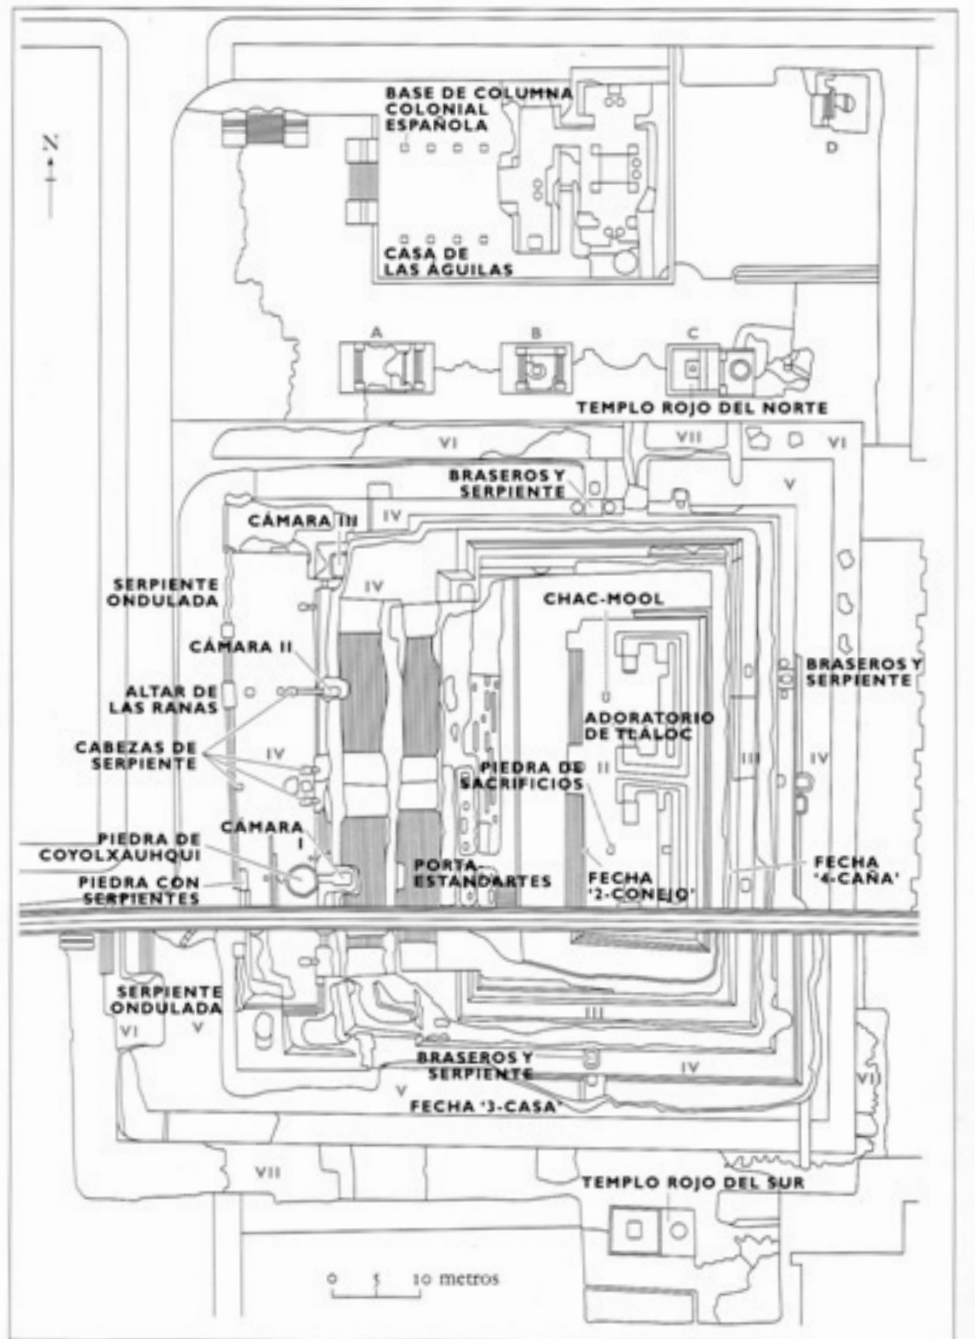 BASE DE COLUMNA
COLONIAL
ESPAÑOLA
N
D
CASA DE
LAS ÁGUILAS
A
B
C
TEMPLO ROJO DEL NORTE
VI
VII
VI
BRASEROS Y
SERPIENTE
V
CÁMARA III
IV
SERPIENTE
ONDULADA
IV
CHAC-MOOL
CÁMARA II
BRASEROS Y
SERPIENTE
ALTAR DE
LAS RANAS
ADORATORIO
DE TLÁLOC
CABEZAS DE
SERPIENTE
IV
PIEDRA DE
SACRIFICIOS
II
III
IV
PIEDRA DE
COYOLXAUHQUI
CÁMARA
I
PORTA-
ESTANDARTES
FECHA
'2-CONEJO'
FECHA
'4-CAÑA'
PIEDRA CON
SERPIENTES
SERPIENTE
ONDULADA
VI
V
III
BRASEROS Y
SERPIENTE
IV
V
FECHA '3-CASA'
VII
VII
TEMPLO ROJO DEL SUR
0 5 10 metros